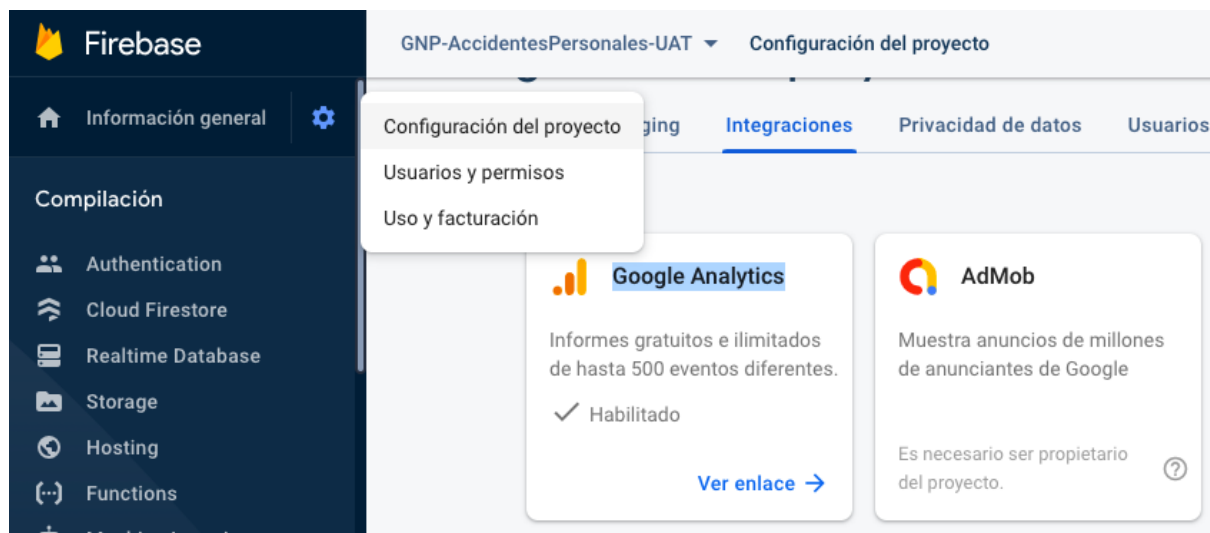 Firebase
GNP-AccidentesPersonales-UAT
Configuración del proyecto
Información general
Configuración del proyecto
Usuarios y permisos
Uso y facturación
ging
Integraciones
Privacidad de datos
Usuarios
Compilación
Authentication
Cloud Firestore
Realtime Database
Storage
Hosting
Functions
Google Analytics
Informes gratuitos e ilimitados
de hasta 500 eventos diferentes.
Habilitado
Ver enlace
AdMob
Muestra anuncios de millones
de anunciantes de Google
Es necesario ser propietario
del proyecto.